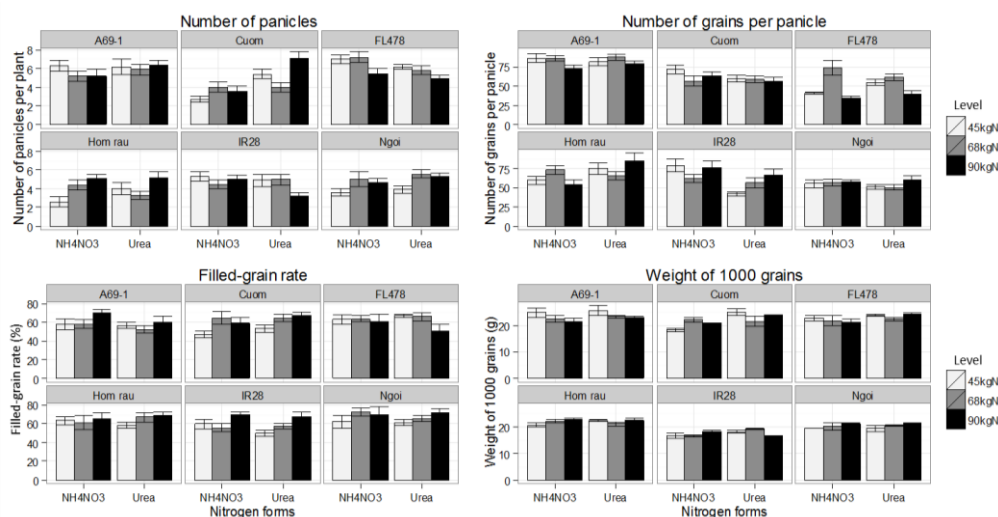 Number of panicles
Number of grains per panicle
A69-1 Cuom FL478
A69-1 Cuom FL478
8
6
4
2
0
Number of panicles per plant
75
50
25
0
Number of grains per panicle
Level
45kgN
68kgN
90kgN
Hom rau IR28 Ngoi
Hom rau IR28 Ngoi
8
6
4
2
0
75
50
25
0
NH4NO3 Urea NH4NO3 Urea NH4NO3 Urea
NH4NO3 Urea NH4NO3 Urea NH4NO3 Urea
Filled-grain rate
Weight of 1000 grains
A69-1 Cuom FL478
A69-1 Cuom FL478
80
60
40
20
0
Filled-grain rate (%)
20
10
0
Weight of 1000 grains (g)
Level
45kgN
68kgN
90kgN
Hom rau IR28 Ngoi
Hom rau IR28 Ngoi
80
60
40
20
0
20
10
0
NH4NO3 Urea NH4NO3 Urea NH4NO3 Urea
NH4NO3 Urea NH4NO3 Urea NH4NO3 Urea
Nitrogen forms
Nitrogen forms